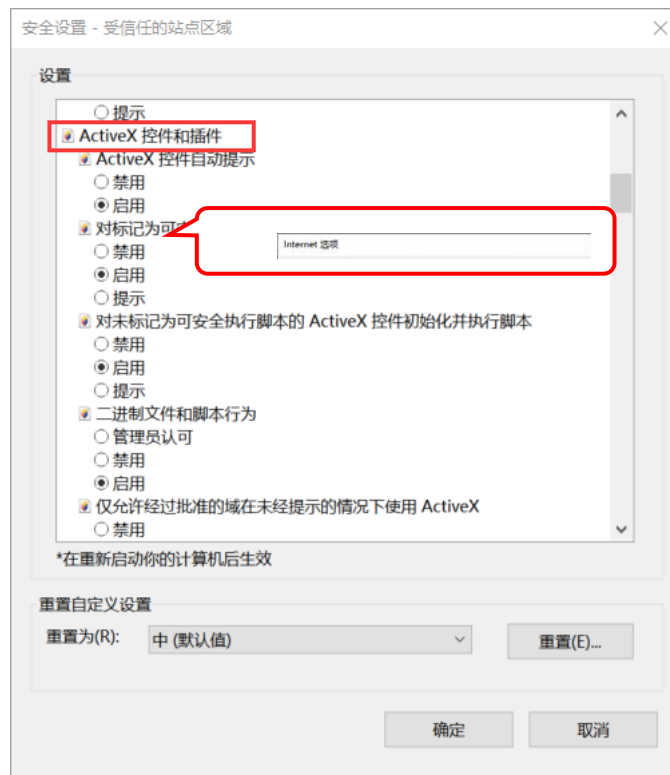 安全设置 - 受信任的站点区域
设置
提示
ActiveX 控件和插件
ActiveX 控件自动提示
禁用
启用
对标记为可安
Internet 选项
禁用
启用
提示
对未标记为可安全执行脚本的 ActiveX 控件初始化并执行脚本
禁用
启用
提示
二进制文件和脚本行为
管理员认可
禁用
启用
仅允许经过批准的域在未经提示的情况下使用 ActiveX
禁用
*在重新启动你的计算机后生效
重置自定义设置
重置为(R):
中 (默认值)
重置(E)...
确定
取消